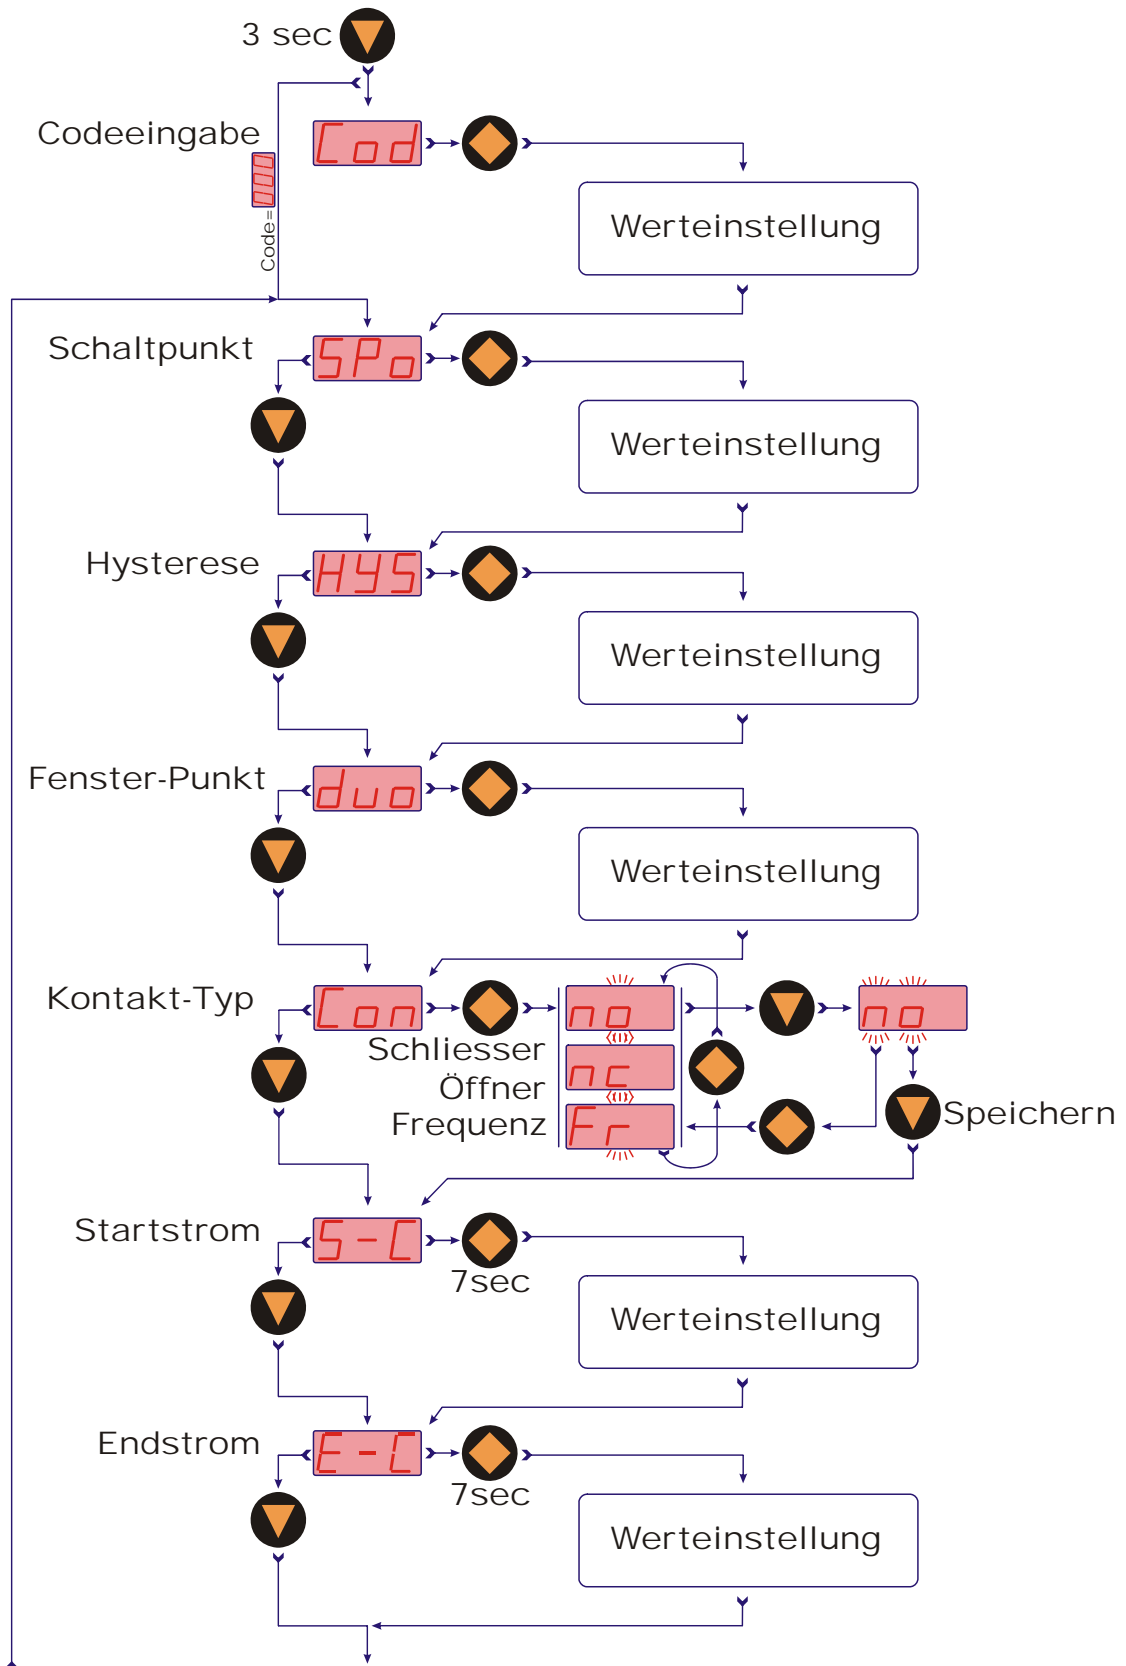 3 sec
Codeeingabe
Cod
000
Code=
Werteinstellung
Schaltpunkt
SPo
Werteinstellung
Hysterese
HYS
Werteinstellung
Fenster-Punkt
duo
Werteinstellung
Kontakt-Typ
Con
no
no
Schliesser
nc
Öffner
Frequenz
Fr
Speichern
Startstrom
S-C
7sec
Werteinstellung
Endstrom
E-C
7sec
Werteinstellung